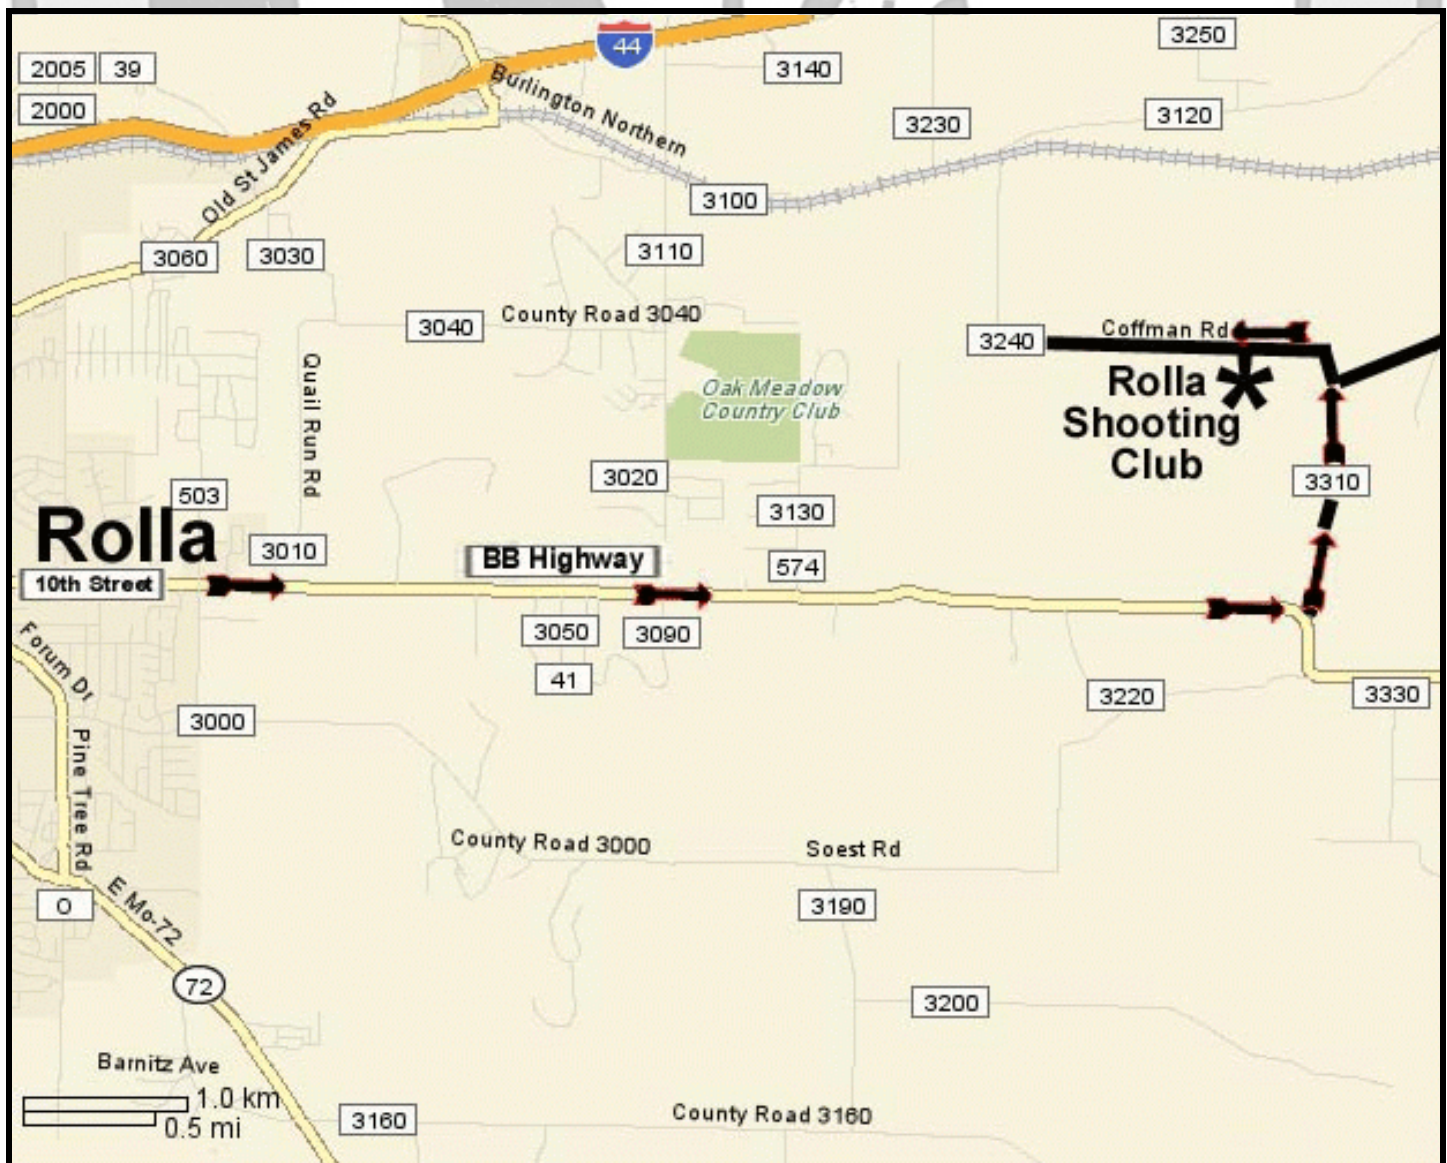 44
3250
2005
39
3140
2000
Burlington Northern
3120
3230
Old St James Rd
3100
3060
3030
3110
County Road 3040
3040
Coffman Rd
3240
Quail Run Rd
Oak Meadow
Country Club
Rolla
Shooting
Club
3020
3310
503
3130
Rolla
3010
BB Highway
574
10th Street
3050
3090
Forum Dr
41
3220
3330
3000
Pine Tree Rd
County Road 3000
Soest Rd
O
E Mo-72
3190
72
3200
Barnitz Ave
1.0 km
0.5 mi
3160
County Road 3160